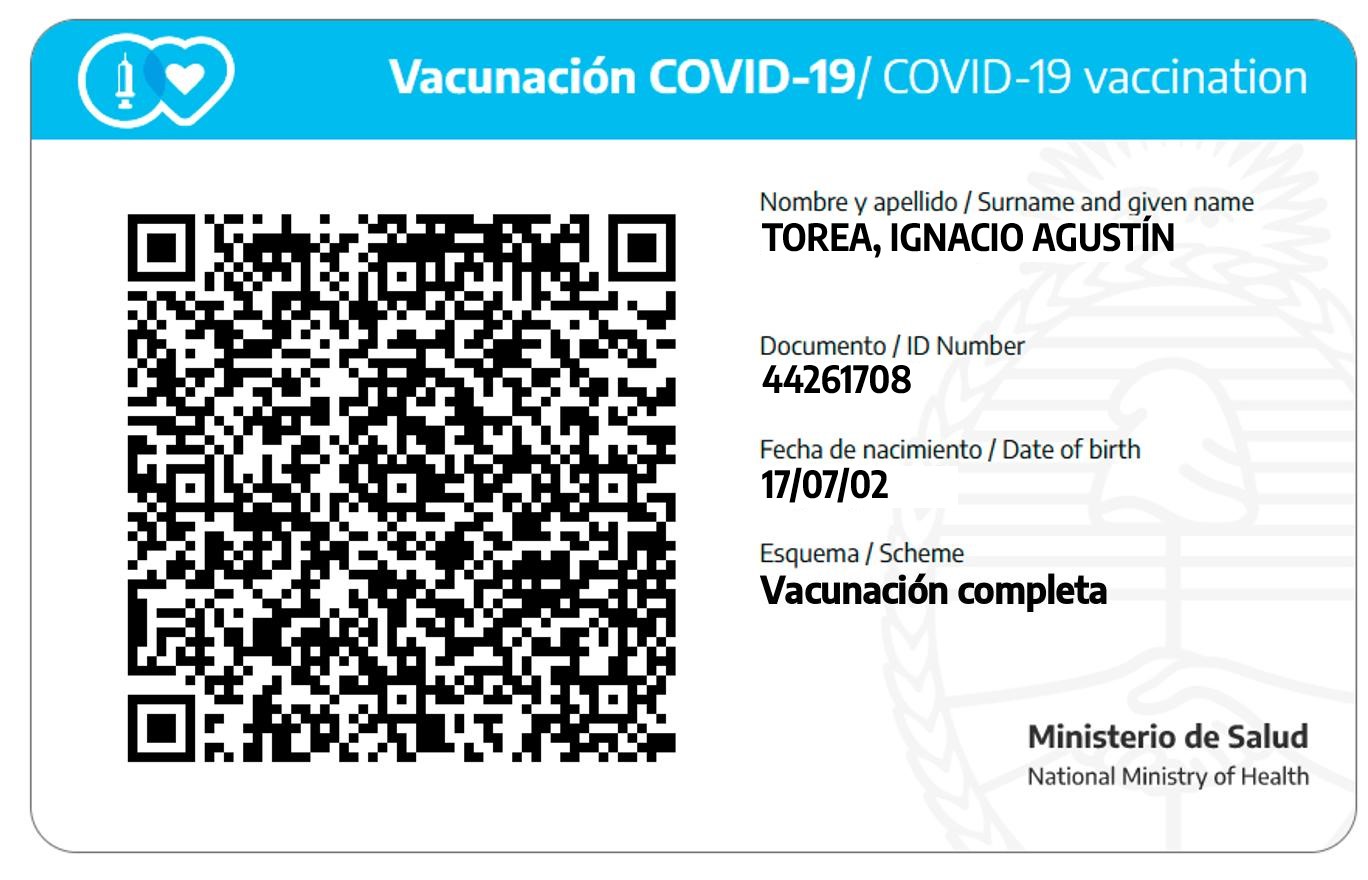 Vacunación COVID-19/ COVID-19 vaccination
Nombre y apellido / Surname and given name
TOREA, IGNACIO AGUSTÍN
Documento / ID Number
44261708
Fecha de nacimiento / Date of birth
17/07/02
Esquema / Scheme
Vacunación completa
Ministerio de Salud
National Ministry of Health